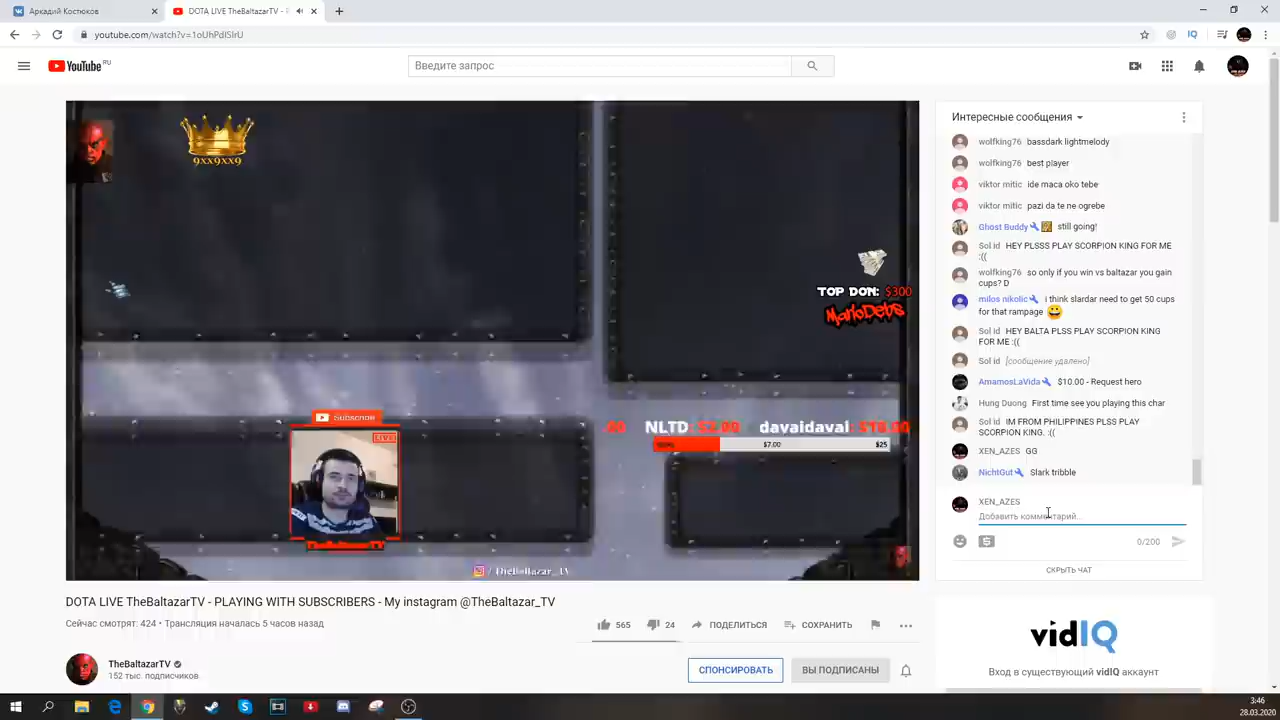 Аркадий Костюков
DOTA LIVE TheBaltazarTV -
youtube.com/watch?v=1oUhPdISIrU
YouTube RU
Введите запрос
9xx9xx9
TOP DON: $300
MarioDebs
NLTD: $2.00 davaidavai: $10.00
$7.00 $25
Subscribe
LIVE
/ TheBaltazar_TV
Интересные сообщения
wolfking76 bassdark lightmelody
wolfking76 best player
viktor mitic ide maca oko tebe
viktor mitic pazi da te ne ogrebe
Ghost Buddy still going!
Sol id HEY PLSSS PLAY SCORPION KING FOR ME
:((
wolfking76 so only if you win vs baltazar you gain
cups? D
milos nikolic i think slardar need to get 50 cups
for that rampage
Sol id HEY BALTA PLSS PLAY SCORPION KING
FOR ME :((
Sol id [сообщение удалено]
AmamosLaVida $10.00 - Request hero
Hung Duong First time see you playing this char
Sol id IM FROM PHILIPPINES PLSS PLAY
SCORPION KING. :((
XEN_AZES GG
NichtGut Slark tribble
XEN_AZES
Добавить комментарий...
0/200
СКРЫТЬ ЧАТ
DOTA LIVE TheBaltazarTV - PLAYING WITH SUBSCRIBERS - My instagram @TheBaltazar_TV
Сейчас смотрят: 424 • Трансляция началась 5 часов назад
565 24 ПОДЕЛИТЬСЯ СОХРАНИТЬ
TheBaltazarTV
152 тыс. подписчиков
СПОНСИРОВАТЬ ВЫ ПОДПИСАНЫ
vidIQ
Вход в существующий vidIQ аккаунт
3:46
28.03.2020